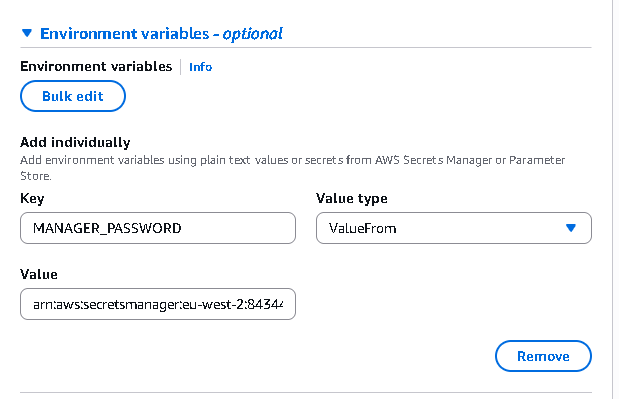 Environment variables - optional
Environment variables Info
Bulk edit
Add individually
Add environment variables using plain text values or secrets from AWS Secrets Manager or Parameter
Store.
Key Value type
MANAGER_PASSWORD ValueFrom
Value
arn:aws:secretsmanager:eu-west-2:84344
Remove